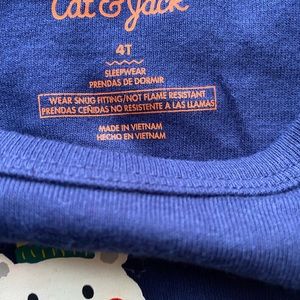 Cat & Jack
4T
SLEEPWEAR
PRENDAS DE DORMIR
WEAR SNUG FITTING/NOT FLAME RESISTANT
PRENDAS CEÑIDAS NO RESISTENTE A LAS LLAMAS
MADE IN VIETNAM
HECHO EN VIETNAM